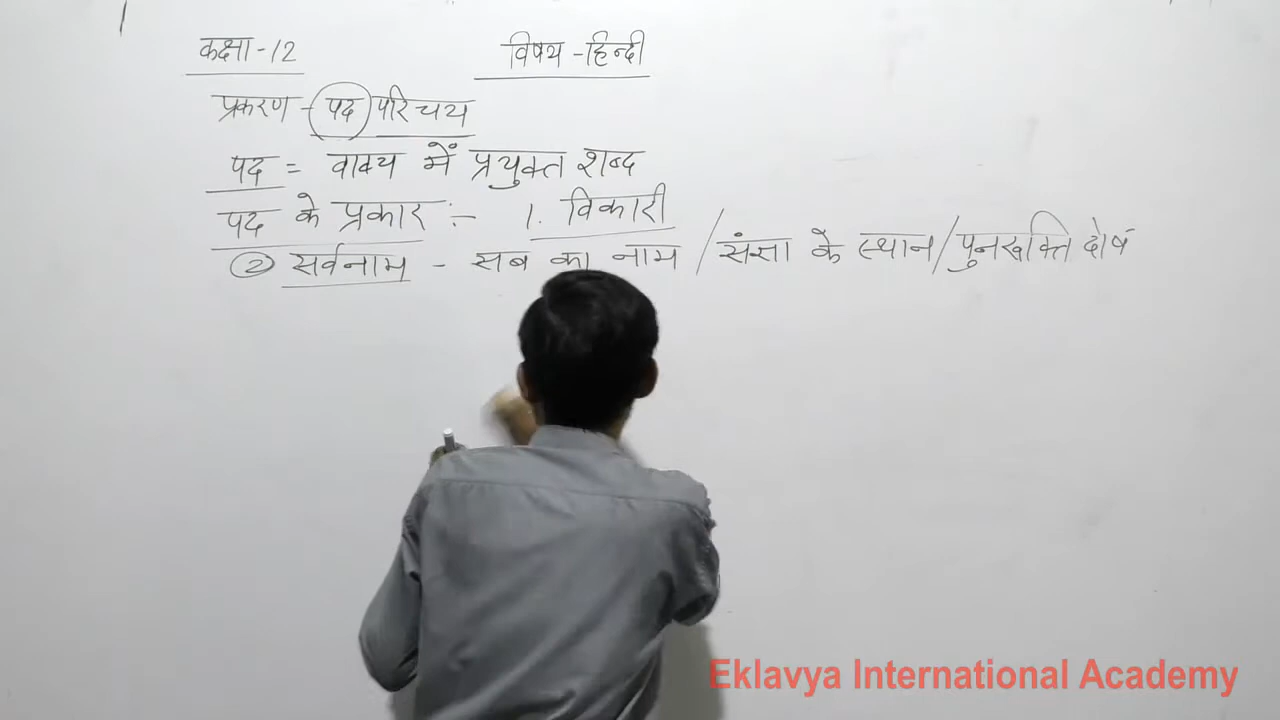 कक्षा-12 विषय-हिन्दी
प्रकरण - पद परिचय
पद = वाक्य में प्रयुक्त शब्द
पद के प्रकार :- 1. विकारी
② सर्वनाम - सब का नाम / संज्ञा के स्थान / पुनरूक्ति दोष
Eklavya International Academy